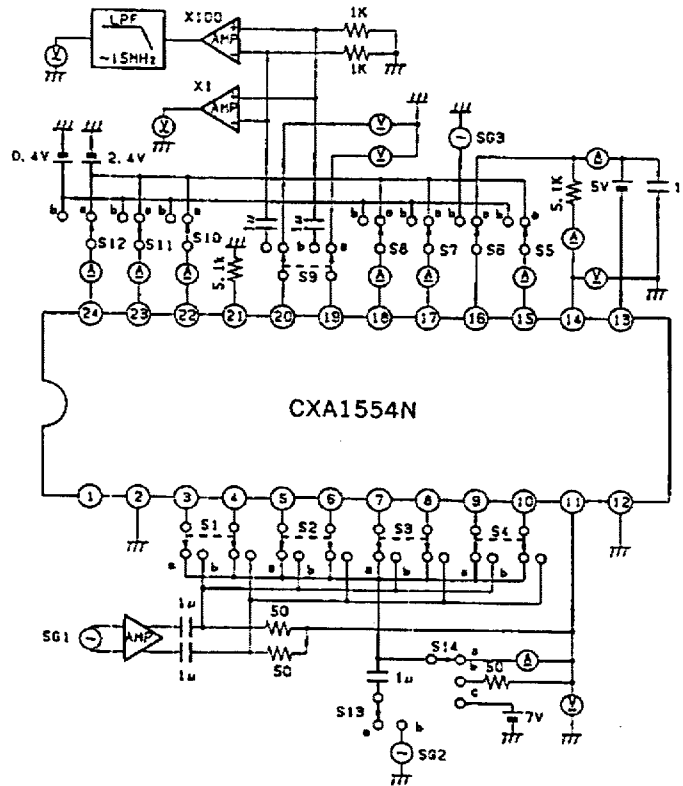 X100
LPF
~15MHz
AMP
1K
1K
X1
AMP
V
V
V
V
SG3
0.4V
2.4V
A
5.1K
5V
1
b a b a b a
1μ
b
1μ
a
b a b a
b a
b a
S12
S11
S10
S9
S8
S7
S6
S5
A
A
A
5.1k
A
A
A
A
V
24 23 22 21 20 19 18 17 16 15 14 13
CXA1554N
1 2 3 4 5 6 7 8 9 10 11 12
S1
S2
S3
S4
a b a b a b a b
SG1
AMP
1μ
1μ
50
50
1μ
S14
a
A
b
50
c
7V
V
S13
a b
SG2